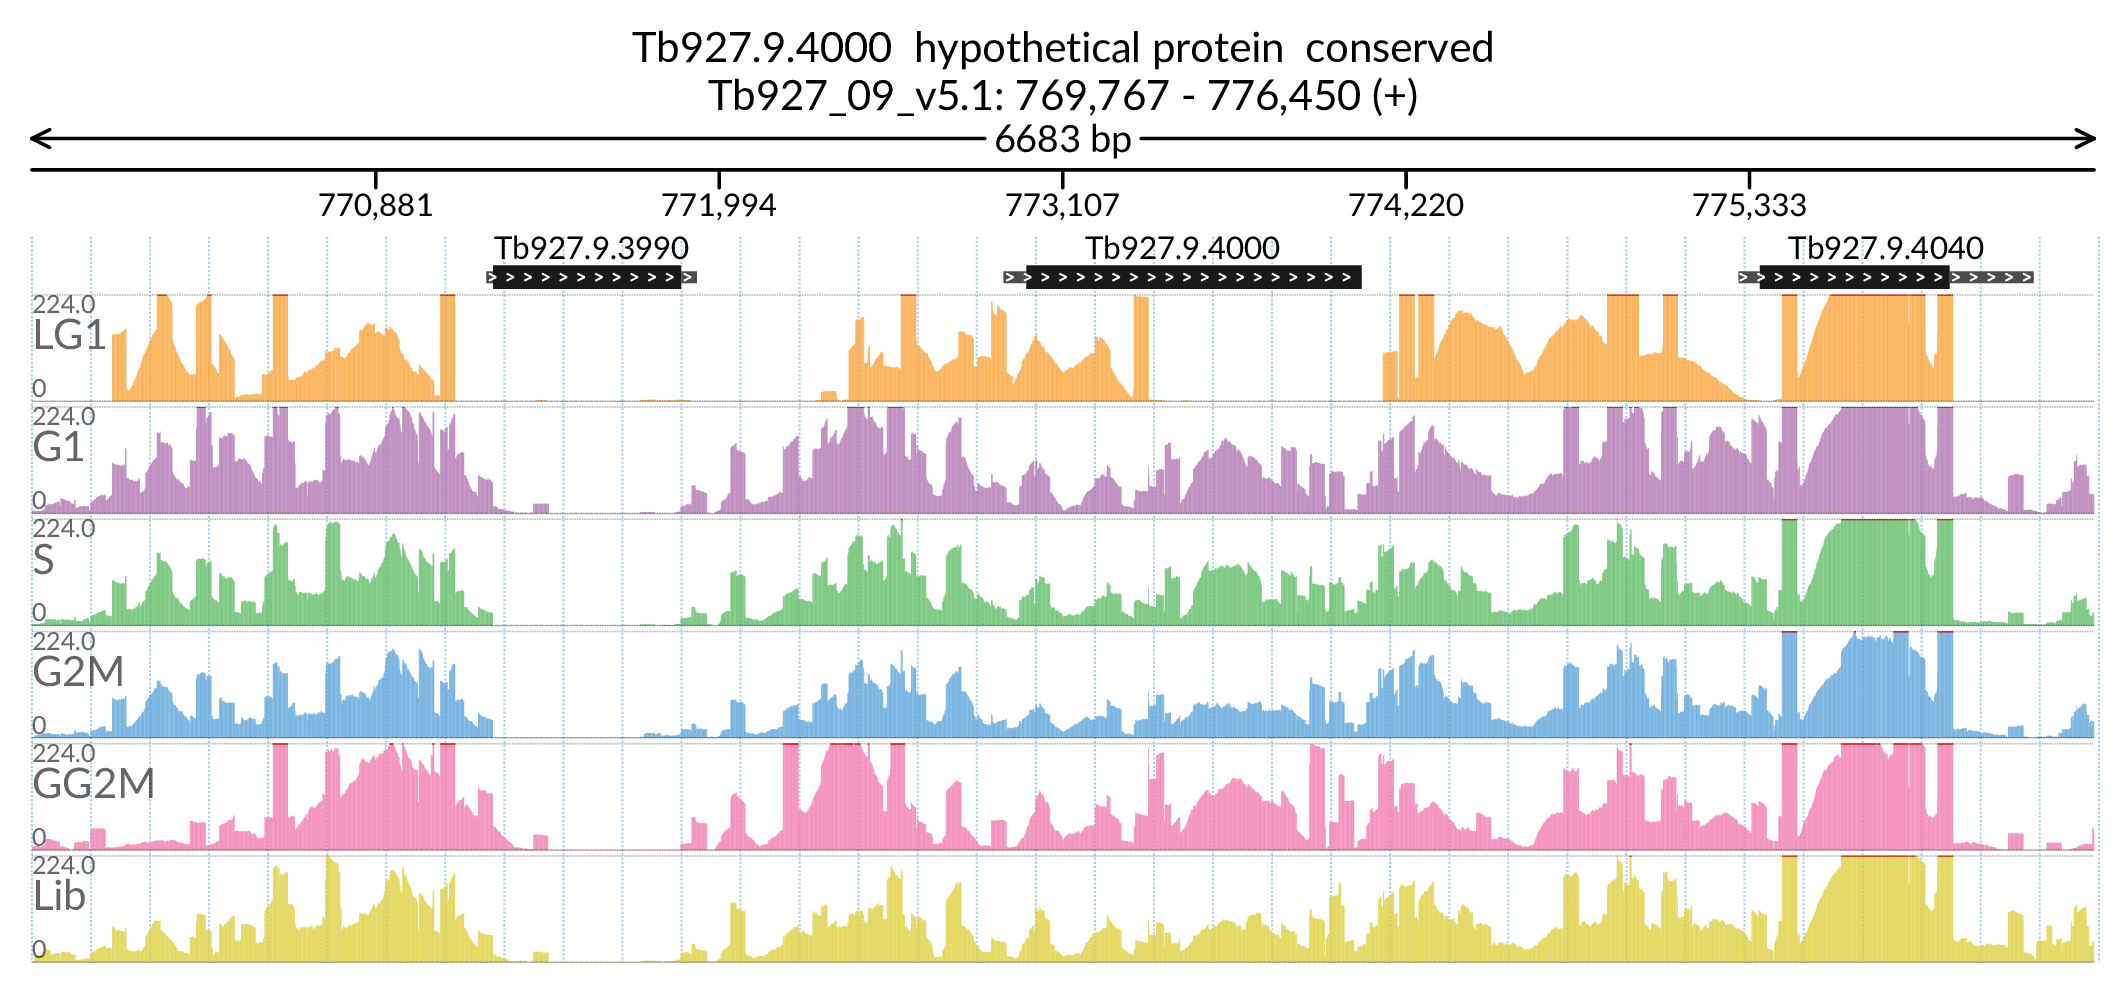 Tb927.9.4000 hypothetical protein conserved
Tb927_09_v5.1: 769,767 - 776,450 (+)
6683 bp
770,881 771,994 773,107 774,220 775,333
Tb927.9.3990 Tb927.9.4000 Tb927.9.4040
224.0
LG1
0
224.0
G1
0
224.0
S
0
224.0
G2M
0
224.0
GG2M
0
224.0
Lib
0